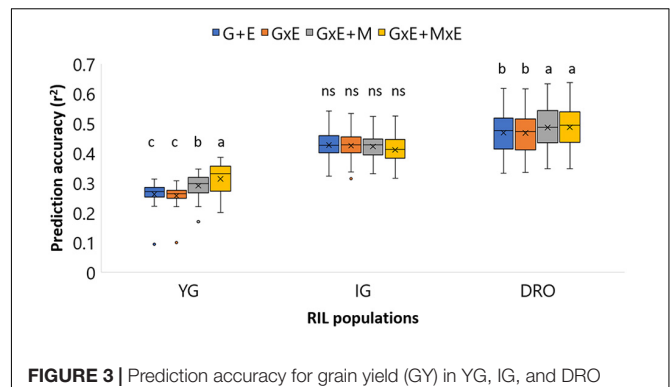 G+E GxE GxE+M GxE+MxE
0.7
0.6
0.5
0.4
0.3
0.2
0.1
0
Prediction accuracy (r²)
c c b a
ns ns ns ns
b b a a
YG IG DRO
RIL populations
FIGURE 3 | Prediction accuracy for grain yield (GY) in YG, IG, and DRO